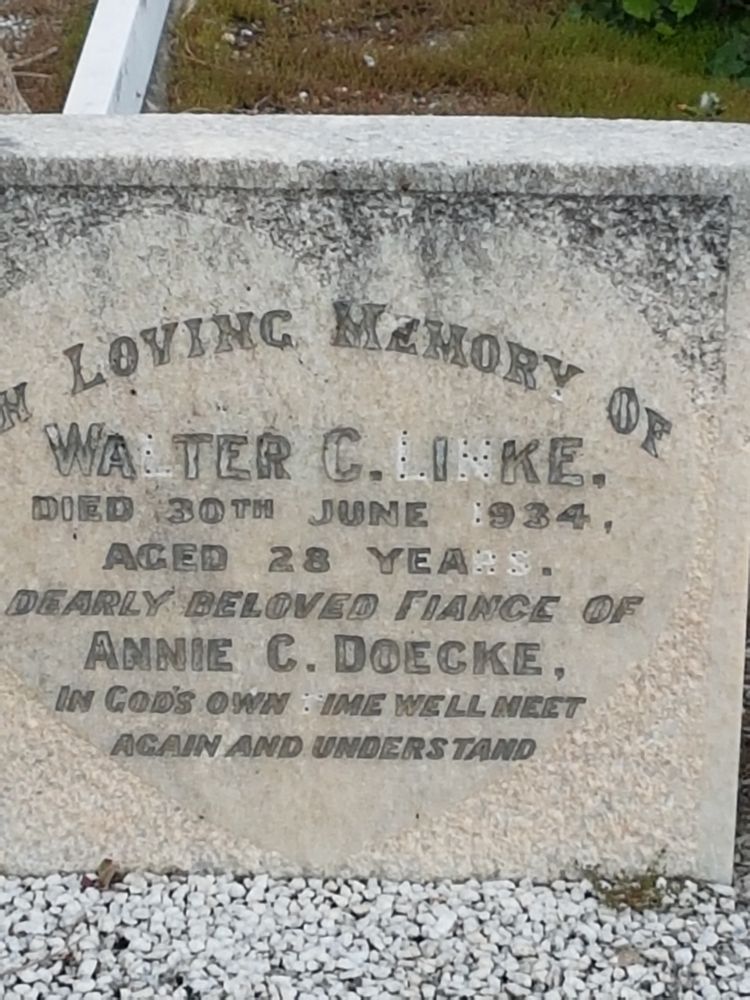 In Loving Memory Of
Walter C. Linke.
Died 30th June 1934,
Aged 28 Years.
Dearly Beloved Fiance Of
Annie C. Doecke,
In God's Own Time Well Meet
Again And Understand